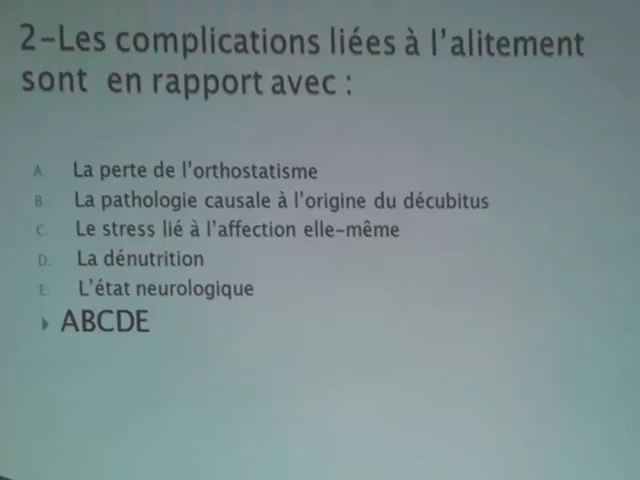 2-Les complications liées à l'alitement
sont en rapport avec :
A. La perte de l'orthostatisme
B. La pathologie causale à l'origine du décubitus
C. Le stress lié à l'affection elle-même
D. La dénutrition
E. L'état neurologique
ABCDE